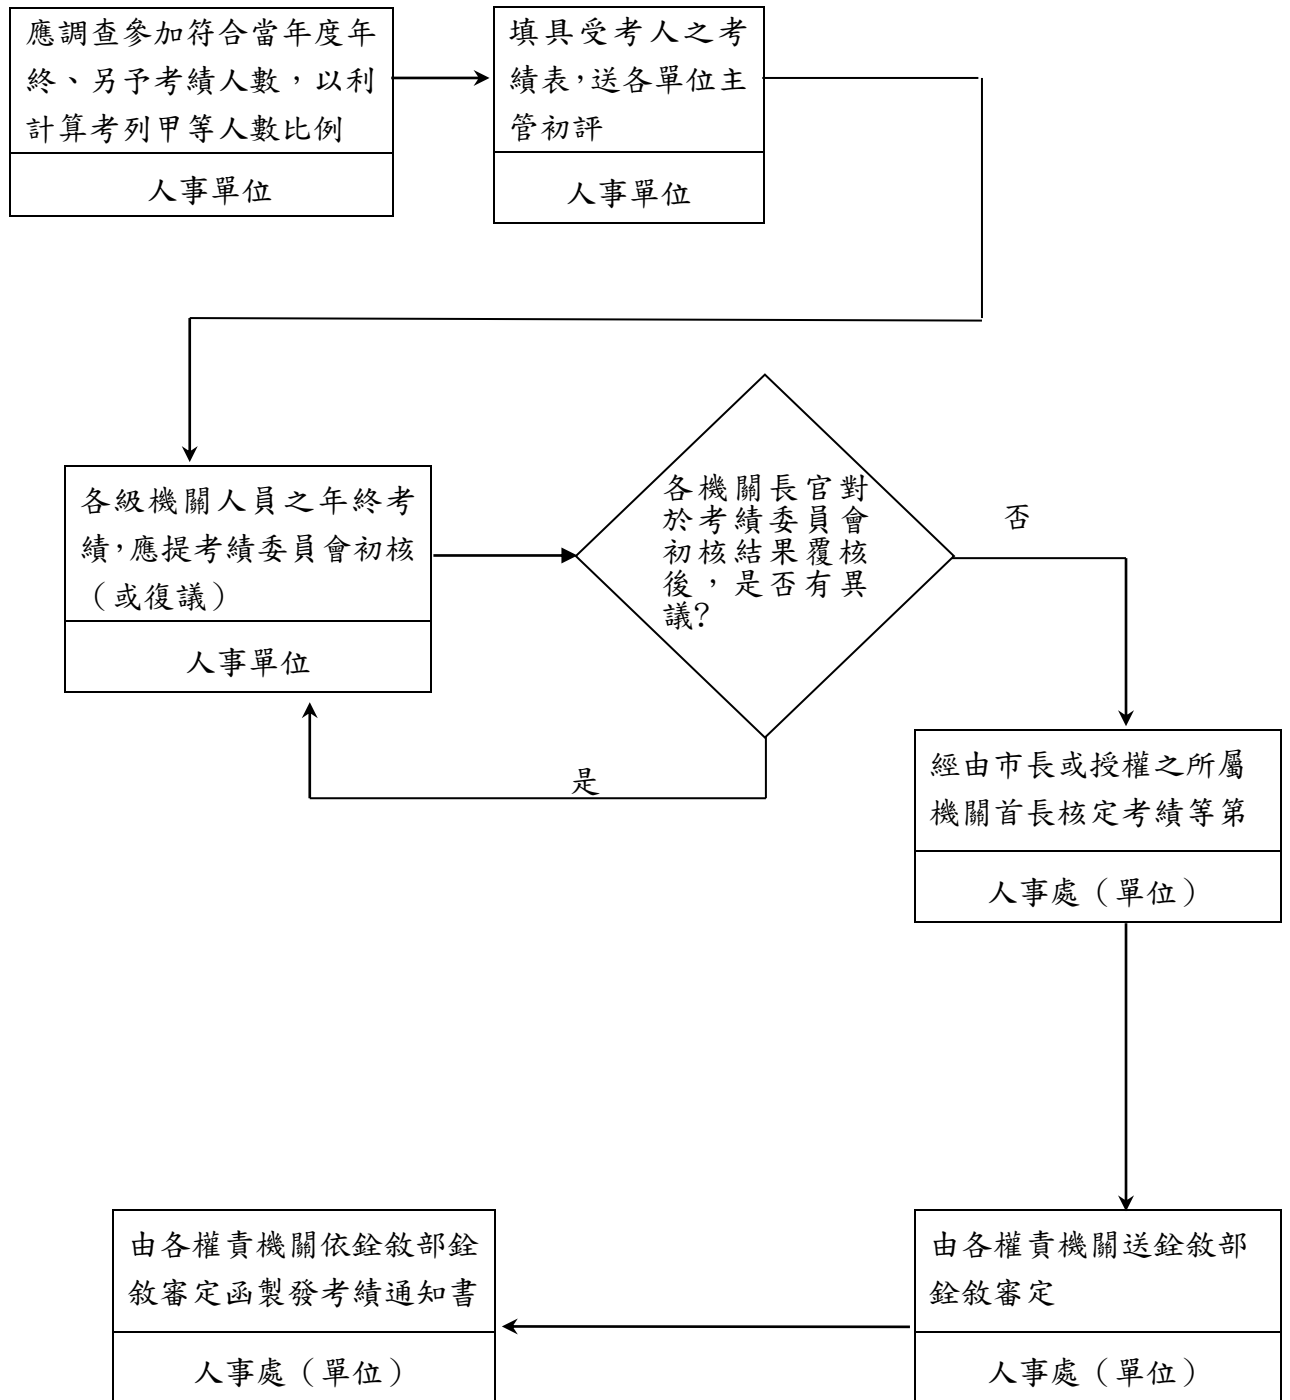 應調查參加符合當年度年
終、另予考績人數，以利
計算考列甲等人數比例
人事單位
填具受考人之考
績表，送各單位主
管初評
人事單位
各級機關人員之年終考
績，應提考績委員會初核
（或復議）
人事單位
各機關長官對
於考績委員會
初核結果覆核
後，是否有異
議?
否
是
經由市長或授權之所屬
機關首長核定考績等第
人事處（單位）
由各權責機關送銓敘部
銓敘審定
人事處（單位）
由各權責機關依銓敘部銓
敘審定函製發考績通知書
人事處（單位）